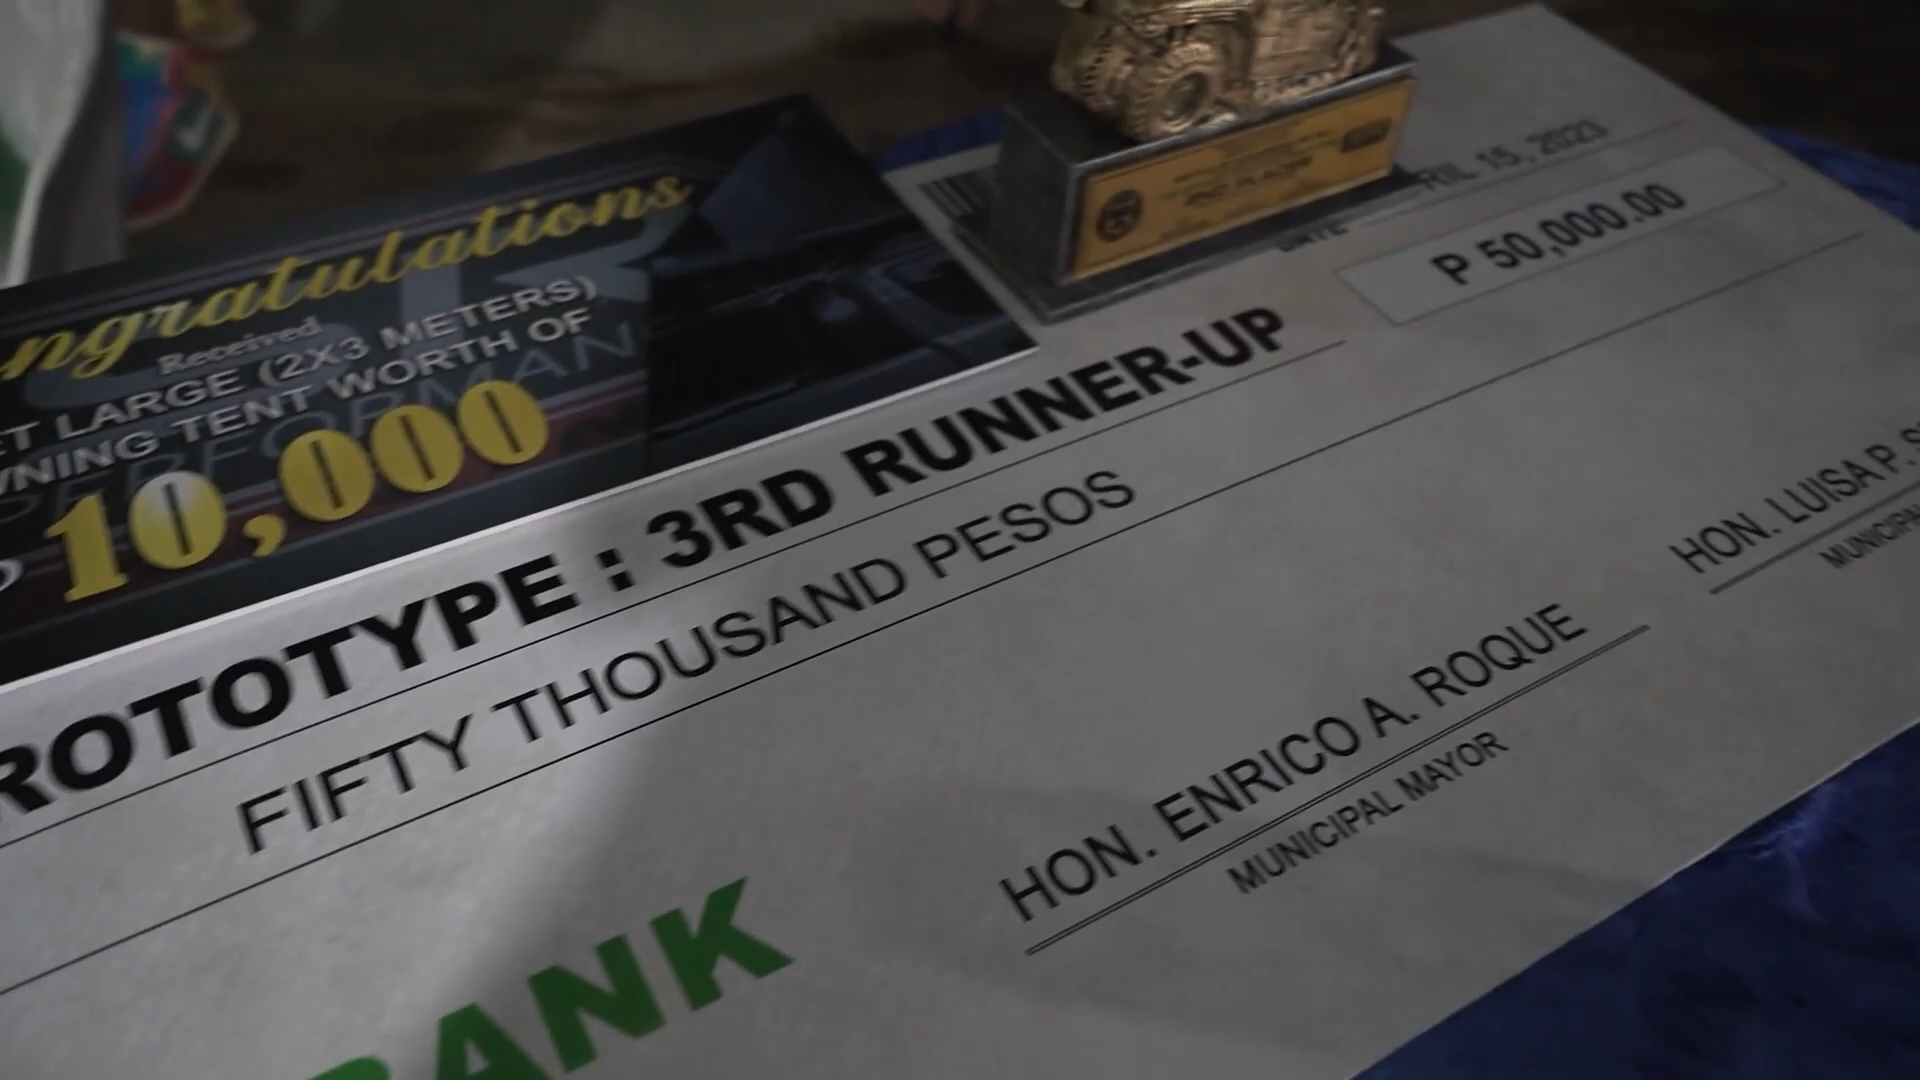 ngratulations
Received
ET LARGE (2X3 METERS)
WNING TENT WORTH OF
10,000
RIL 15, 2023
DATE
P 50,000.00
ROTOTYPE : 3RD RUNNER-UP
FIFTY THOUSAND PESOS
HON. LUISA P. S
MUNICIPA
HON. ENRICO A. ROQUE
MUNICIPAL MAYOR
BANK